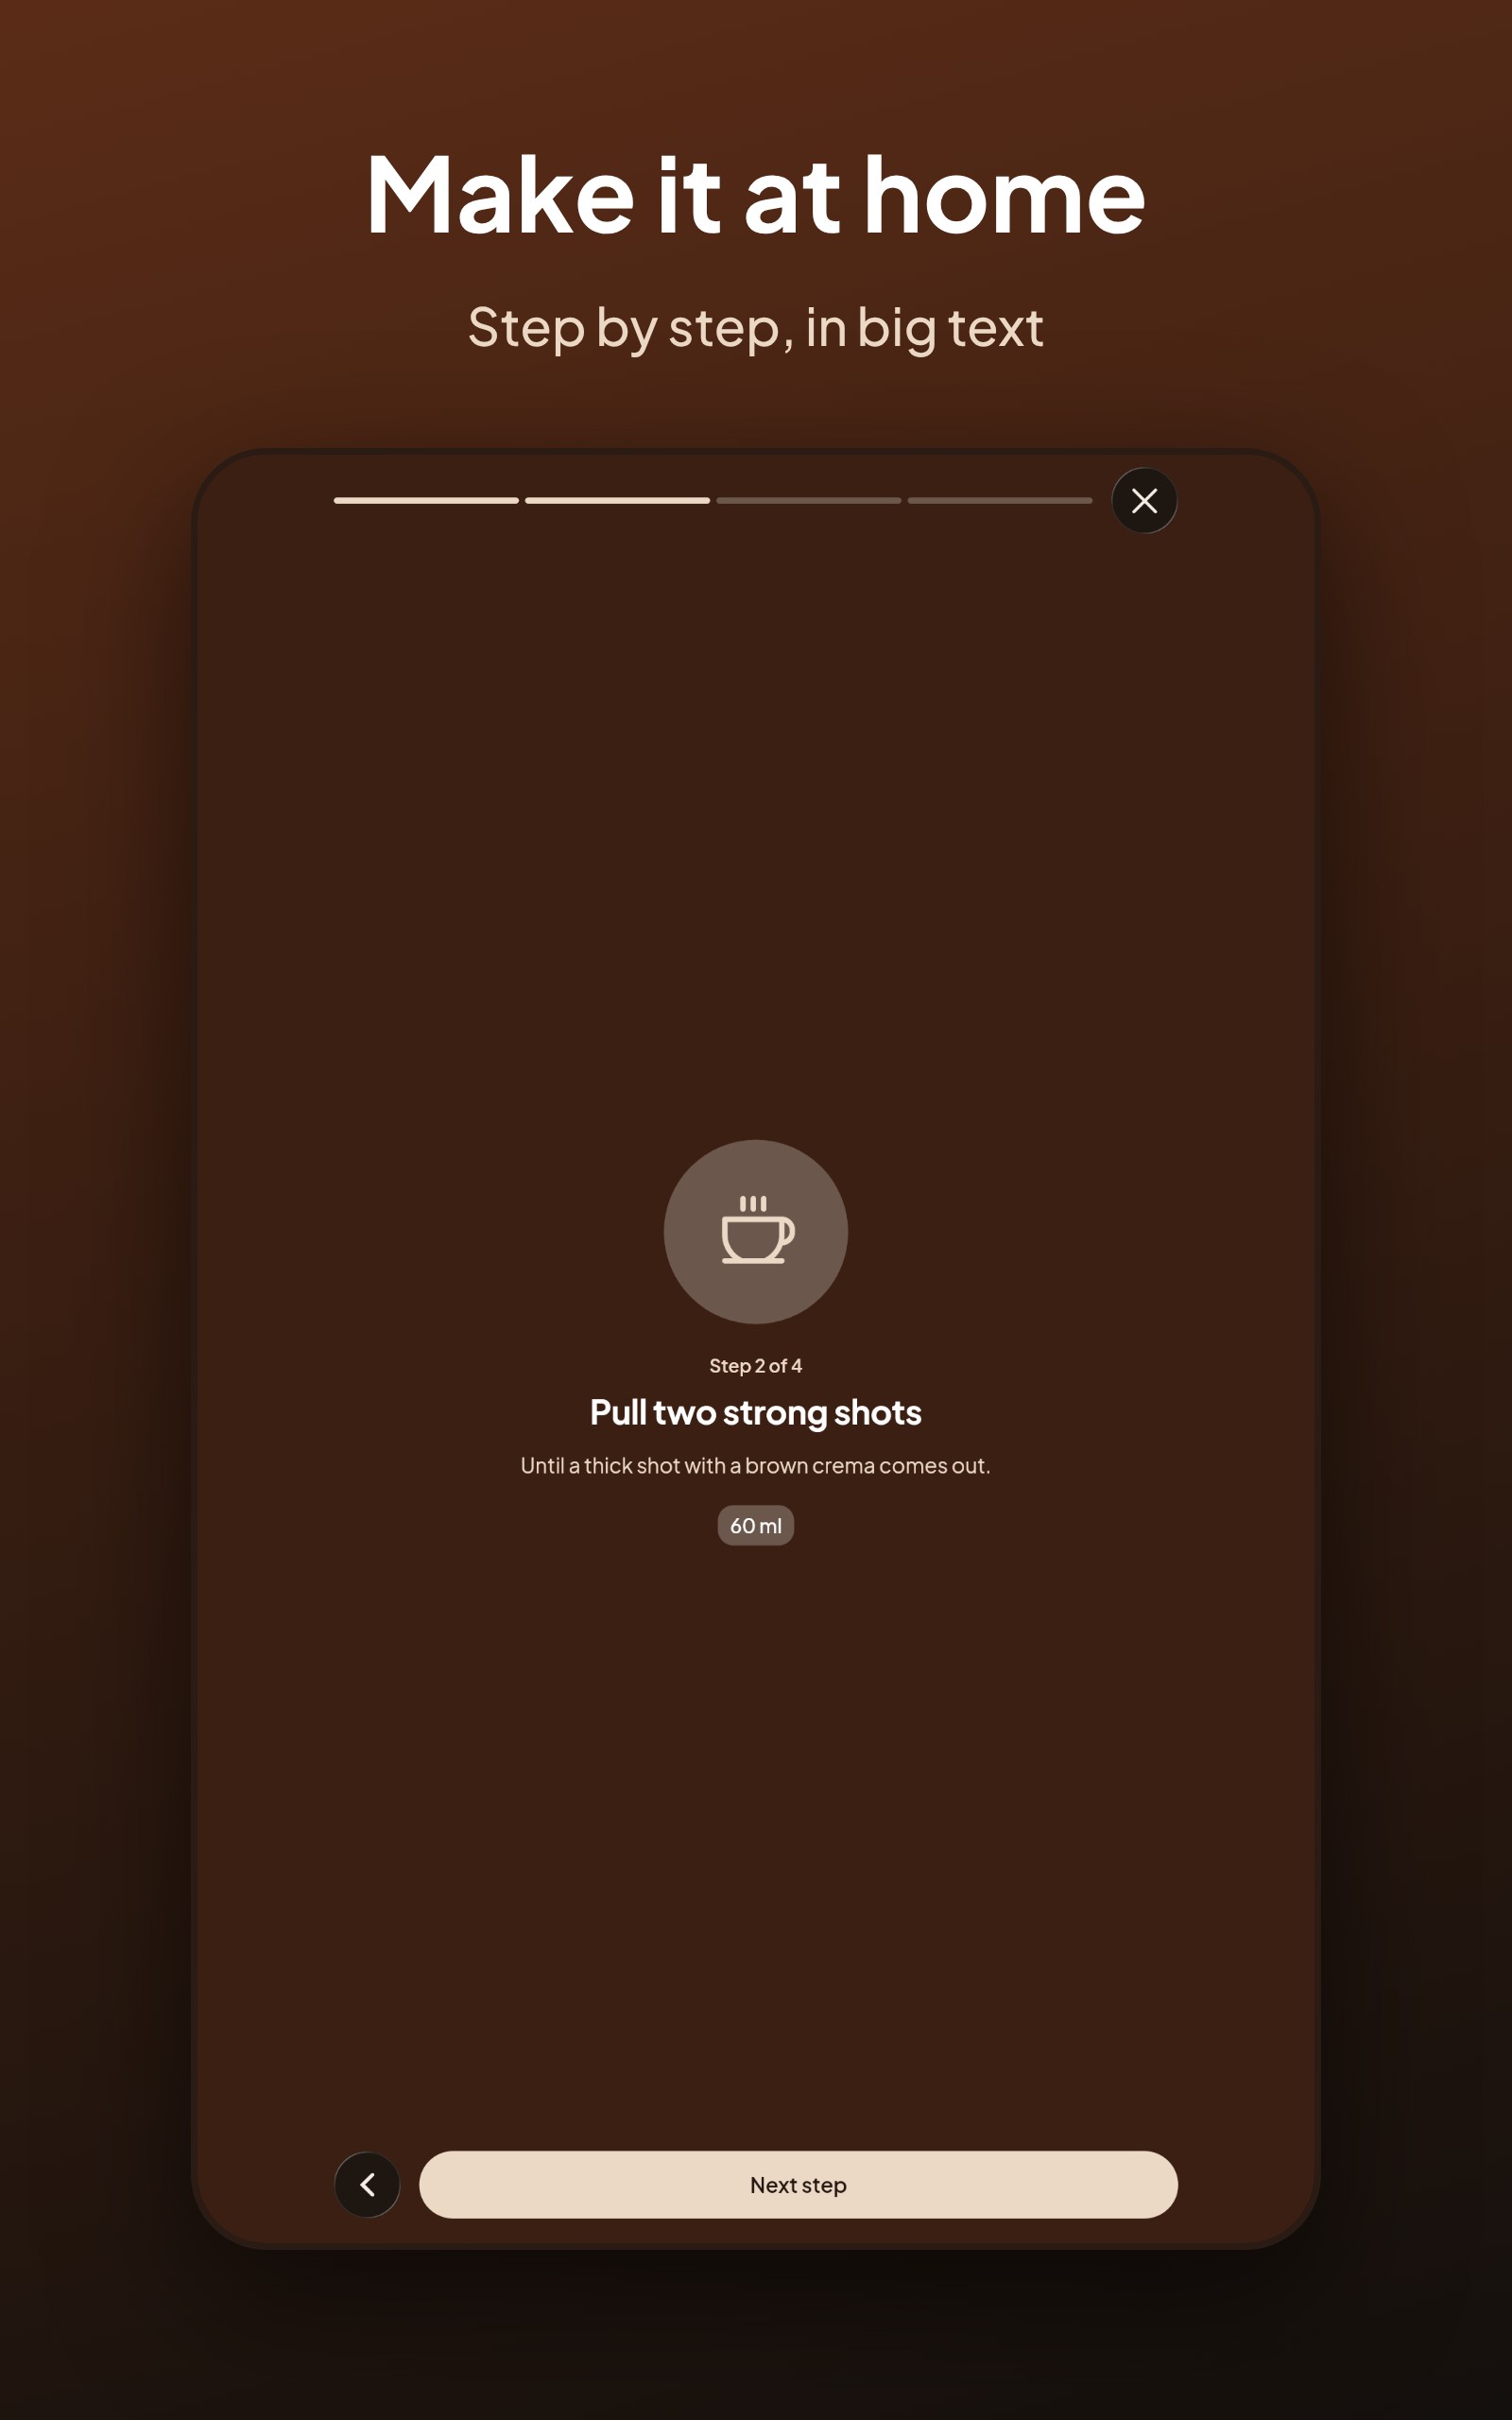 Make it at home
Step by step, in big text
Step 2 of 4
Pull two strong shots
Until a thick shot with a brown crema comes out.
60 ml
Next step